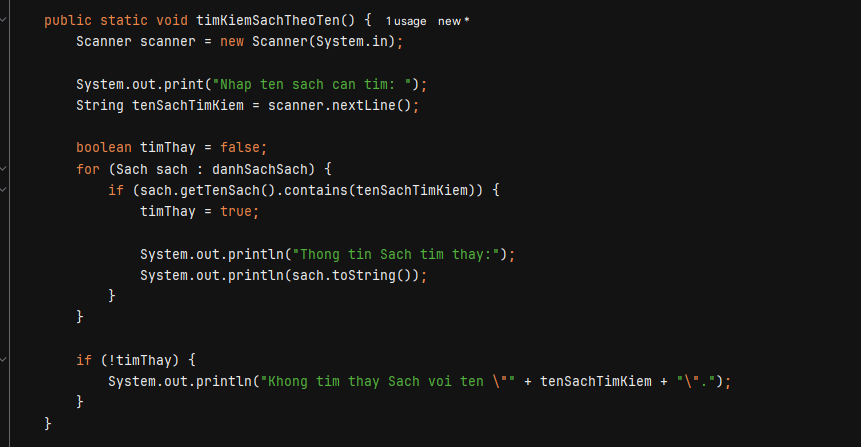 public static void timKiemSachTheoTen() { 1 usage new *
Scanner scanner = new Scanner(System.in);
System.out.print("Nhap ten sach can tim: ");
String tenSachTimKiem = scanner.nextLine();
boolean timThay = false;
for (Sach sach : danhSachSach) {
if (sach.getTenSach().contains(tenSachTimKiem)) {
timThay = true;
System.out.println("Thong tin Sach tim thay:");
System.out.println(sach.toString());
}
}
if (!timThay) {
System.out.println("Khong tim thay Sach voi ten \"" + tenSachTimKiem + "\".");
}
}